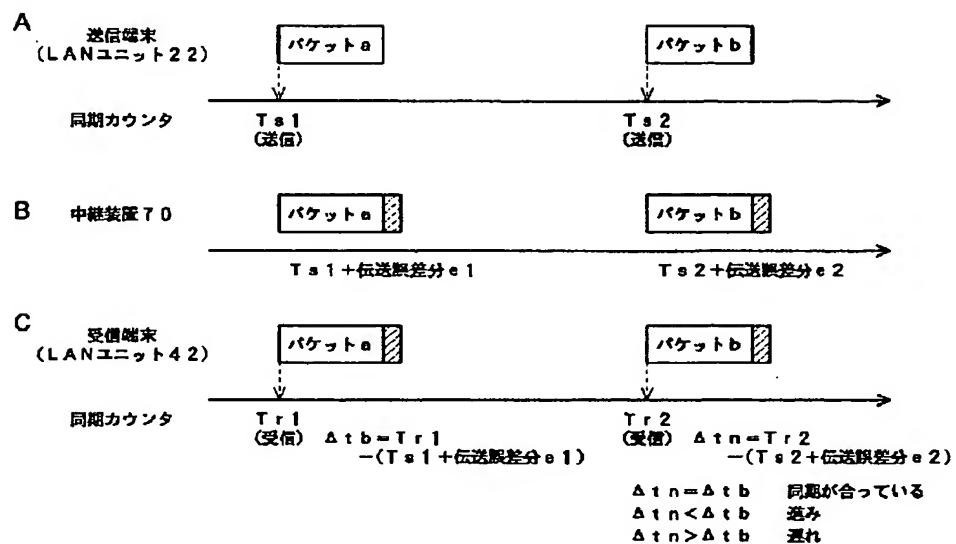 A
送信端末
(LANユニット22)
パケットa
パケットb
同期カウンタ
Ts1
(送信)
Ts2
(送信)
B
中継装置70
パケットa
パケットb
Ts1+伝送誤差分e1
Ts2+伝送誤差分e2
C
受信端末
(LANユニット42)
パケットa
パケットb
同期カウンタ
Tr1
(受信)
Δtb=Tr1
-(Ts1+伝送誤差分e1)
Tr2
(受信)
Δtn=Tr2
-(Ts2+伝送誤差分e2)
Δtn=Δtb 同期が合っている
Δtn<Δtb 進み
Δtn>Δtb 遅れ